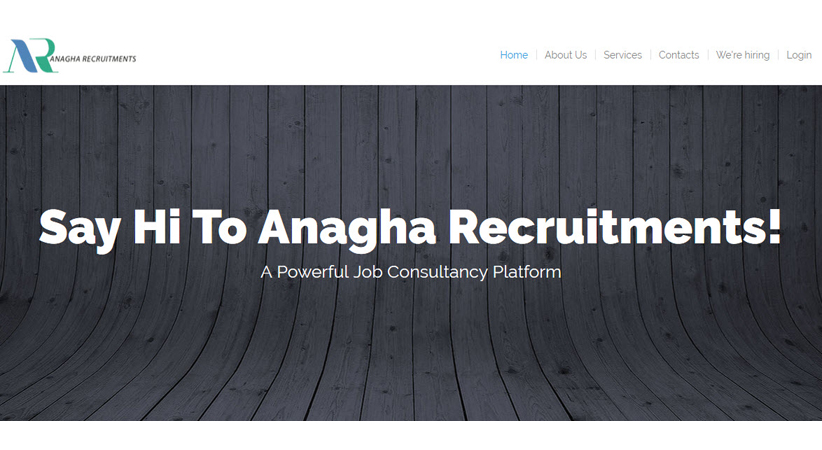 AR
ANAGHA RECRUITMENTS
Home
About Us
Services
Contacts
We're hiring
Login
Say Hi To Anagha Recruitments!
A Powerful Job Consultancy Platform